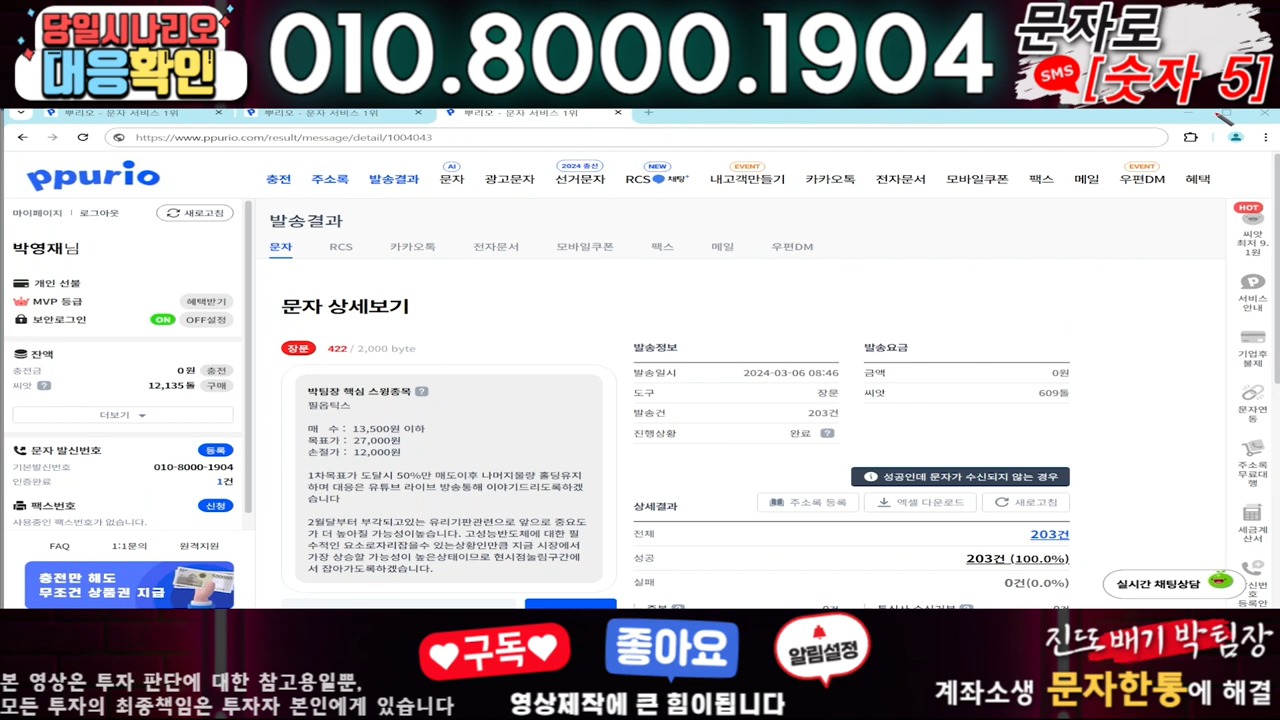 당일시나리오
대응확인
010.8000.1904
문자로
SMS
[숫자 5]
뿌리오 - 문자 서비스 1위
뿌리오 - 문자 서비스 1위
뿌리오 - 문자 서비스 1위
https://www.ppurio.com/result/message/detail/1004043
ppurio
충전 주소록 발송결과 AI 문자 광고문자 2024 총선 선거문자 NEW RCS 채팅+ EVENT 내고객만들기 카카오톡 전자문서 모바일쿠폰 팩스 메일 EVENT 우편DM 혜택
마이페이지 | 로그아웃 새로고침
박영재님
개인 선불
MVP 등급 혜택받기
보안로그인 ON OFF설정
잔액
충전금 0원 충전
씨앗 ? 12,135톨 구매
더보기
문자 발신번호 등록
기본발신번호 010-8000-1904
인증완료 1건
팩스번호 신청
사용중인 팩스번호가 없습니다.
FAQ 1:1문의 원격지원
충전만 해도
무조건 상품권 지급
발송결과
문자 RCS 카카오톡 전자문서 모바일쿠폰 팩스 메일 우편DM
문자 상세보기
장문 422 / 2,000 byte
박팀장 핵심 스윙종목 ?
필옵틱스
매 수 : 13,500원 이하
목표가 : 27,000원
손절가 : 12,000원
1차목표가 도달시 50%만 매도이후 나머지물량 홀딩유지
하며 대응은 유튜브 라이브 방송통해 이야기드리도록하겠
습니다
2월달부터 부각되고있는 유리기판관련으로 앞으로 중요도
가 더 높아질 가능성이높습니다. 고성능반도체에 대한 필
수적인 요소로자리잡을수 있는상황인만큼 지금 시장에서
가장 상승할 가능성이 높은상태이므로 현시점눌림구간에
서 잡아가도록하겠습니다.
발송정보
발송일시 2024-03-06 08:46
도구 장문
발송건 203건
진행상황 완료 ?
발송요금
금액 0원
씨앗 609톨
성공인데 문자가 수신되지 않는 경우
상세결과 주소록 등록 엑셀 다운로드 새로고침
전체 203건
성공 203건 (100.0%)
실패 0건(0.0%)
실시간 채팅상담
HOT
씨앗
최저 9.
1원
서비스
안내
기업후
불제
문자연
동
주소록
무료대
행
세금계
산서
발신번
호
등록안
구독
좋아요
알림설정
영상제작에 큰 힘이됩니다
본 영상은 투자 판단에 대한 참고용일뿐,
모든 투자의 최종책임은 투자자 본인에게 있습니다
진또배기 박팀장
계좌소생 문자한통에 해결